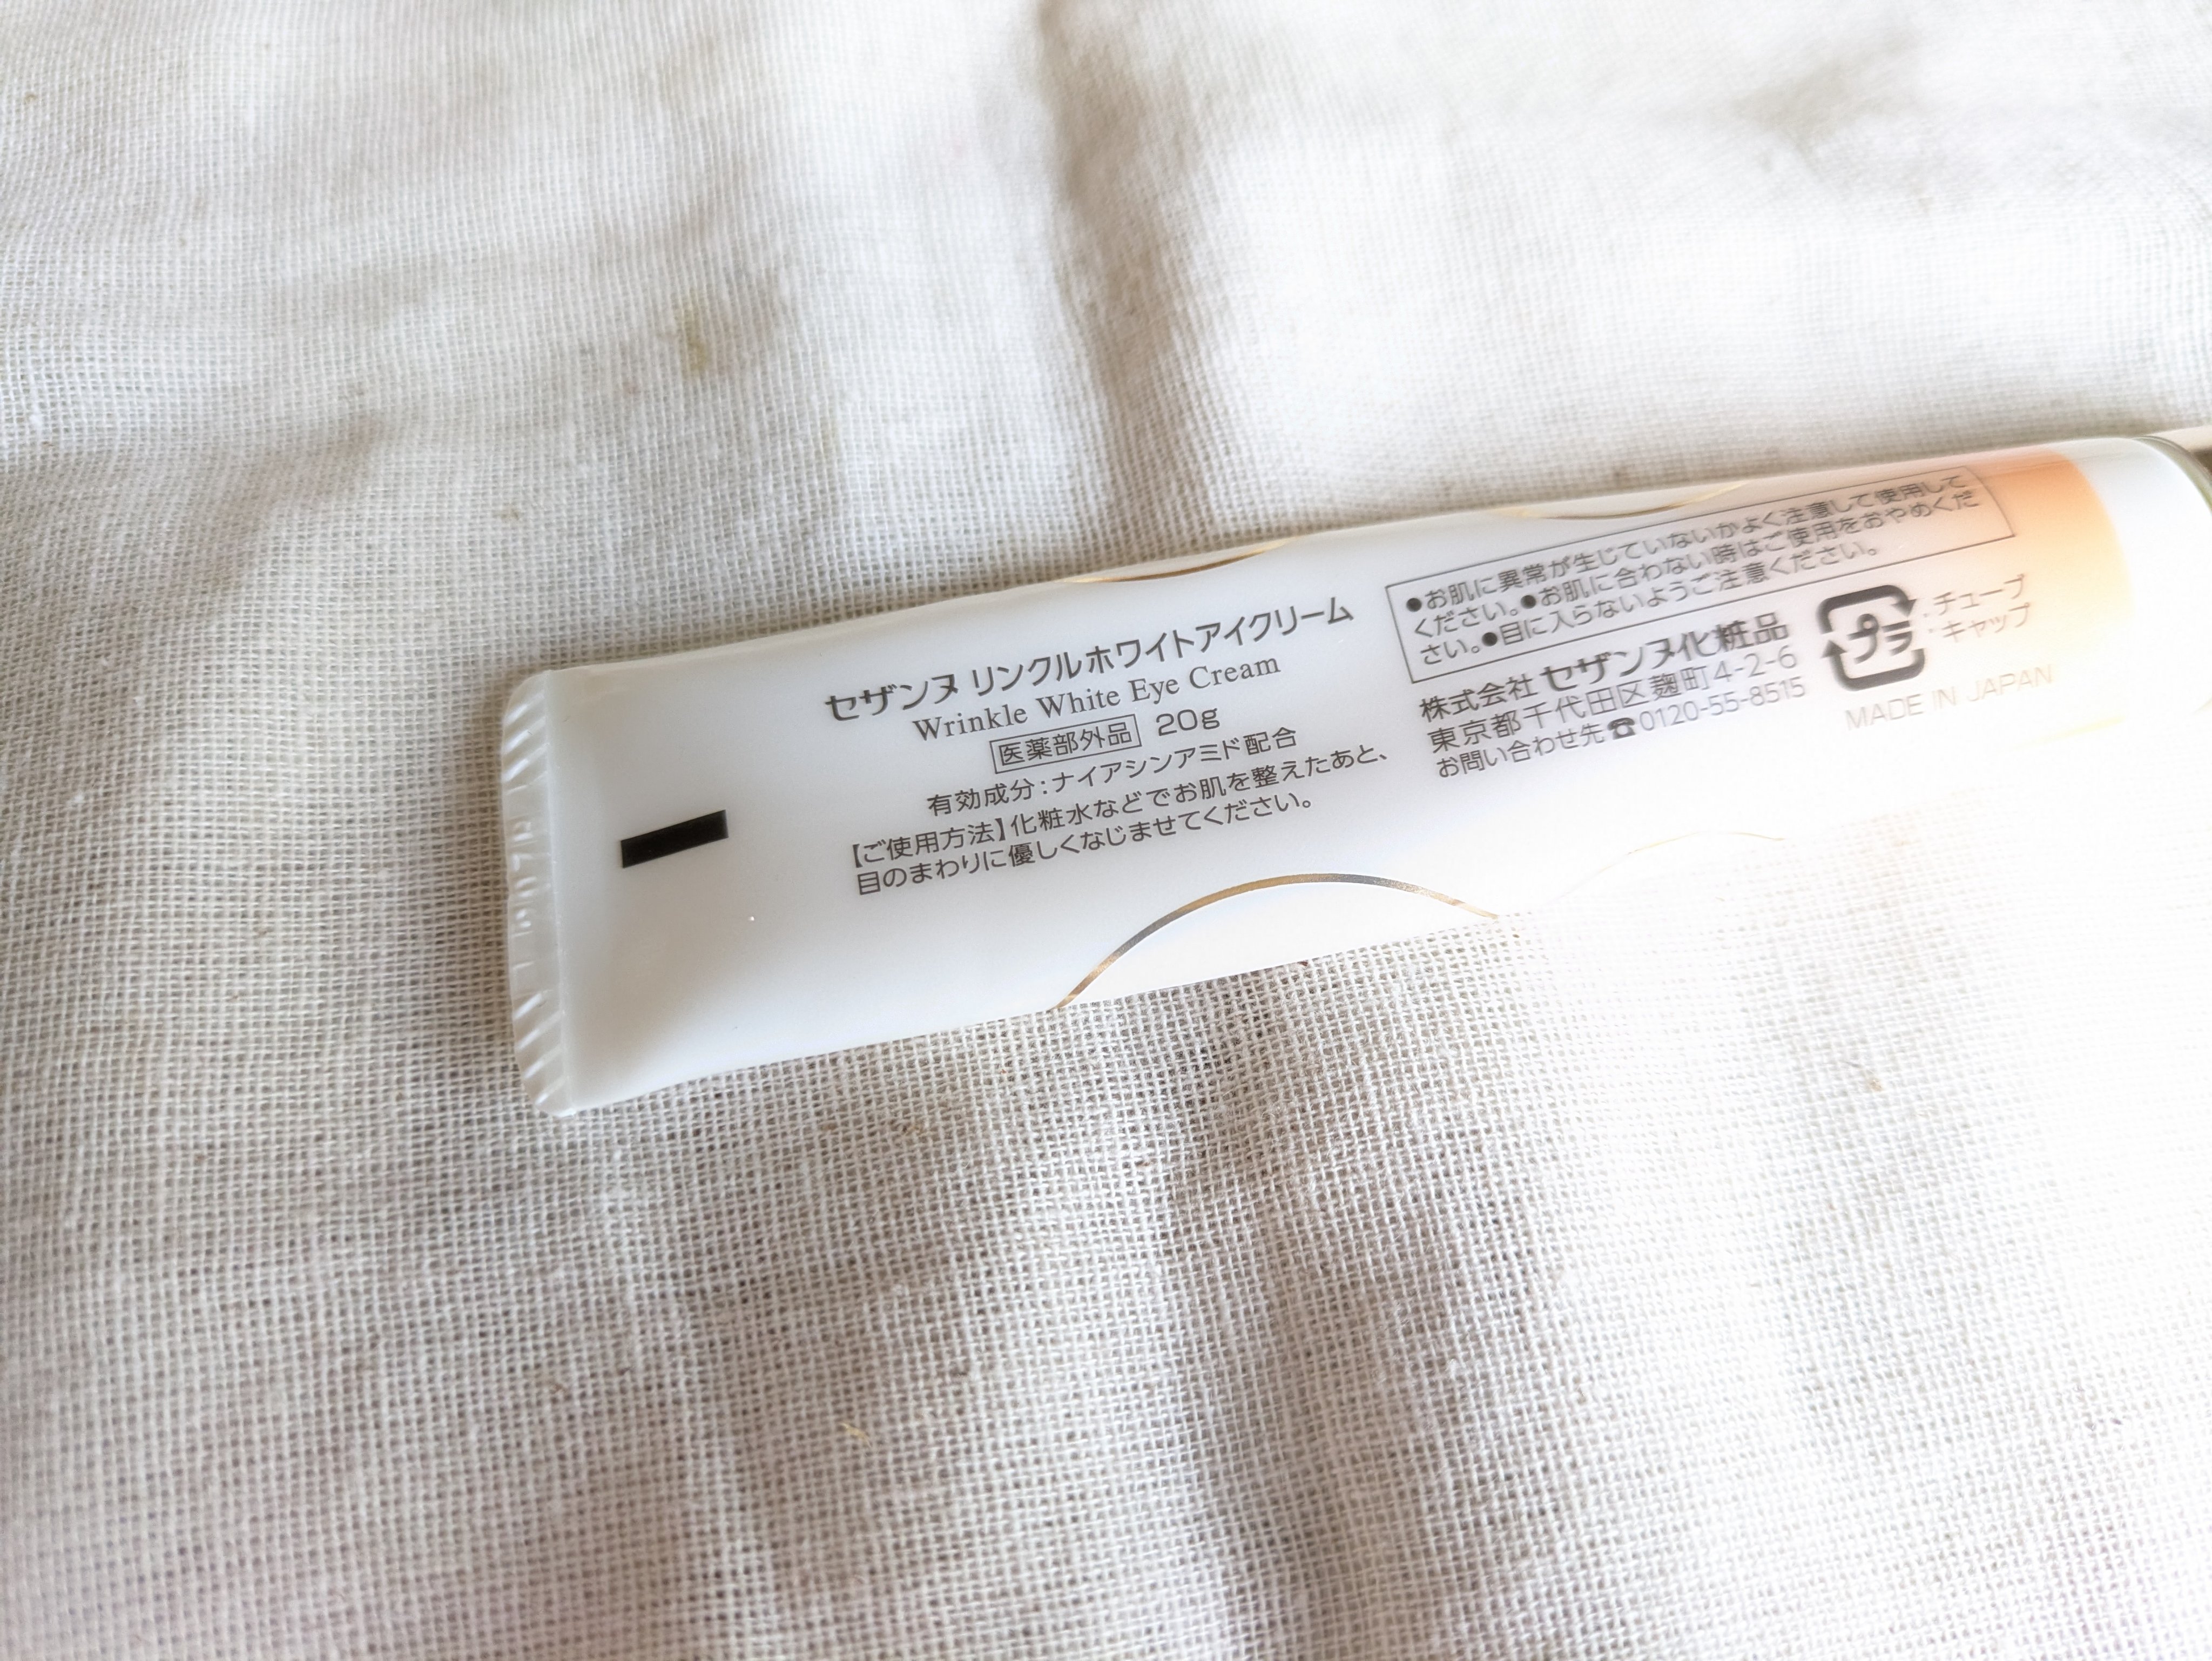 セザンヌ リンクルホワイトアイクリーム
Wrinkle White Eye Cream
医薬部外品 20g
有効成分：ナイアシンアミド配合
【ご使用方法】化粧水などでお肌を整えたあと、
目のまわりに優しくなじませてください。
●お肌に異常が生じていないかよく注意して使用して
ください。●お肌に合わない時はご使用をおやめくだ
さい。●目に入らないようご注意ください。
株式会社 セザンヌ化粧品
東京都千代田区麹町4-2-6
お問い合わせ先☎0120-55-8515
プラ
チューブ
キャップ
MADE IN JAPAN